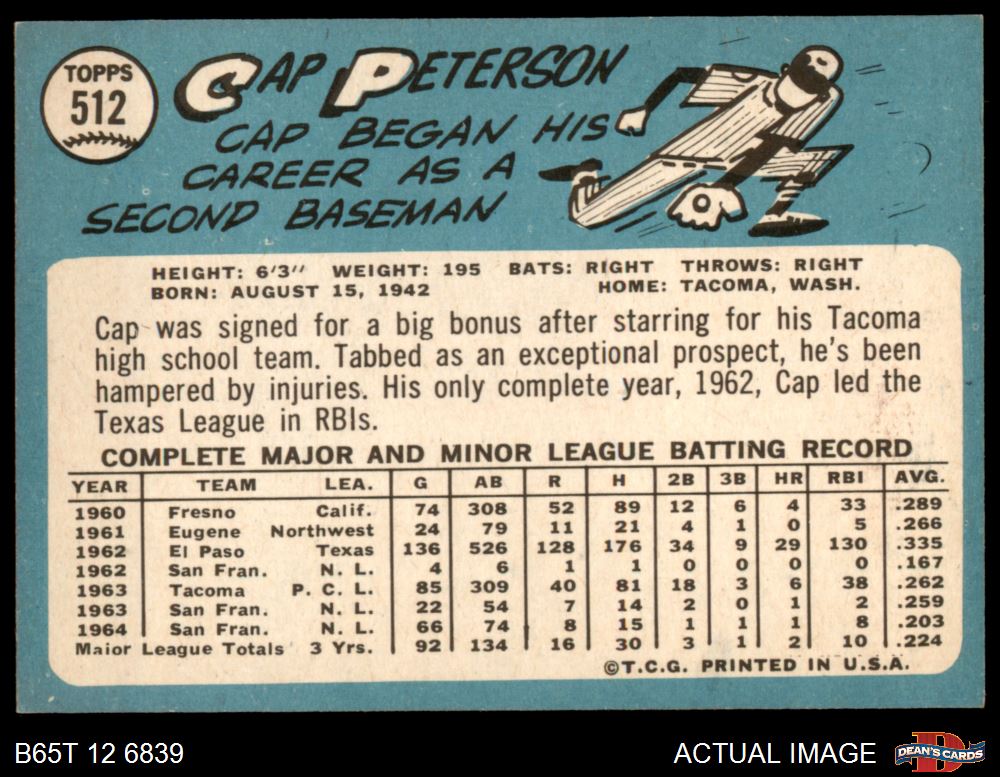 TOPPS
512
CAP PETERSON
CAP BEGAN HIS
CAREER AS A
SECOND BASEMAN
HEIGHT: 6'3" WEIGHT: 195 BATS: RIGHT THROWS: RIGHT
BORN: AUGUST 15, 1942 HOME: TACOMA, WASH.
Cap was signed for a big bonus after starring for his Tacoma
high school team. Tabbed as an exceptional prospect, he's been
hampered by injuries. His only complete year, 1962, Cap led the
Texas League in RBIs.
COMPLETE MAJOR AND MINOR LEAGUE BATTING RECORD
YEAR TEAM LEA. G AB R H 2B 3B HR RBI AVG.
1960 Fresno Calif. 74 308 52 89 12 6 4 33 .289
1961 Eugene Northwest 24 79 11 21 4 1 0 5 .266
1962 El Paso Texas 136 526 128 176 34 9 29 130 .335
1962 San Fran. N. L. 4 6 1 1 0 0 0 0 .167
1963 Tacoma P. C. L. 85 309 40 81 18 3 6 38 .262
1963 San Fran. N. L. 22 54 7 14 2 0 1 2 .259
1964 San Fran. N. L. 66 74 8 15 1 1 1 8 .203
Major League Totals 3 Yrs. 92 134 16 30 3 1 2 10 .224
©T.C.G. PRINTED IN U.S.A.
B65T 12 6839 ACTUAL IMAGE DEAN'S CARDS